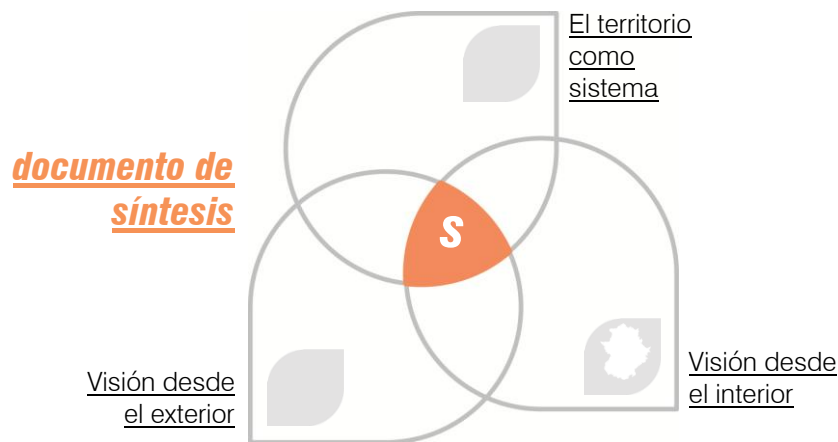 El territorio
como
sistema
documento de
síntesis
S
Visión desde
el exterior
Visión desde
el interior